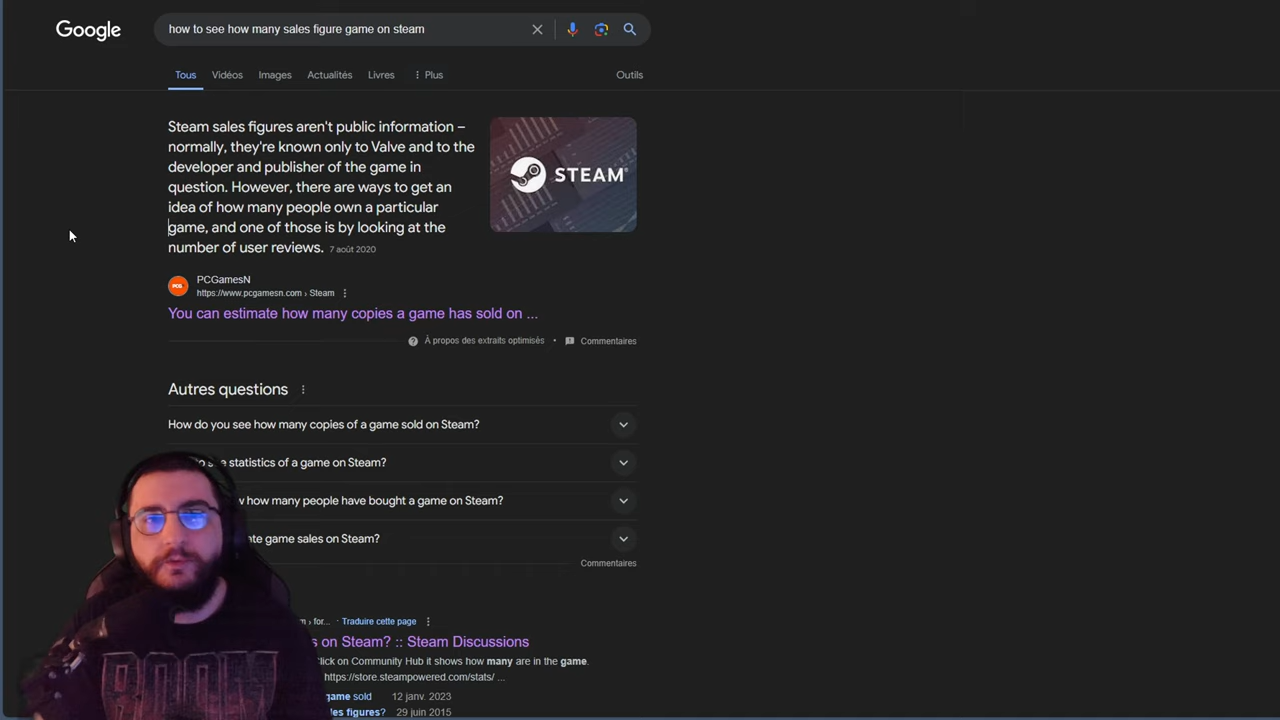 Google
how to see how many sales figure game on steam
Tous Vidéos Images Actualités Livres Plus Outils
Steam sales figures aren't public information –
normally, they're known only to Valve and to the
developer and publisher of the game in
question. However, there are ways to get an
idea of how many people own a particular
game, and one of those is by looking at the
number of user reviews. 7 août 2020
STEAM
PCGamesN
https://www.pcgamesn.com › Steam
You can estimate how many copies a game has sold on ...
À propos des extraits optimisés • Commentaires
Autres questions
How do you see how many copies of a game sold on Steam?
statistics of a game on Steam?
how many people have bought a game on Steam?
game sales on Steam?
Commentaires
› for... · Traduire cette page
on Steam? :: Steam Discussions
Click on Community Hub it shows how many are in the game.
https://store.steampowered.com/stats/ ...
game sold 12 janv. 2023
figures? 29 juin 2015
DOOM